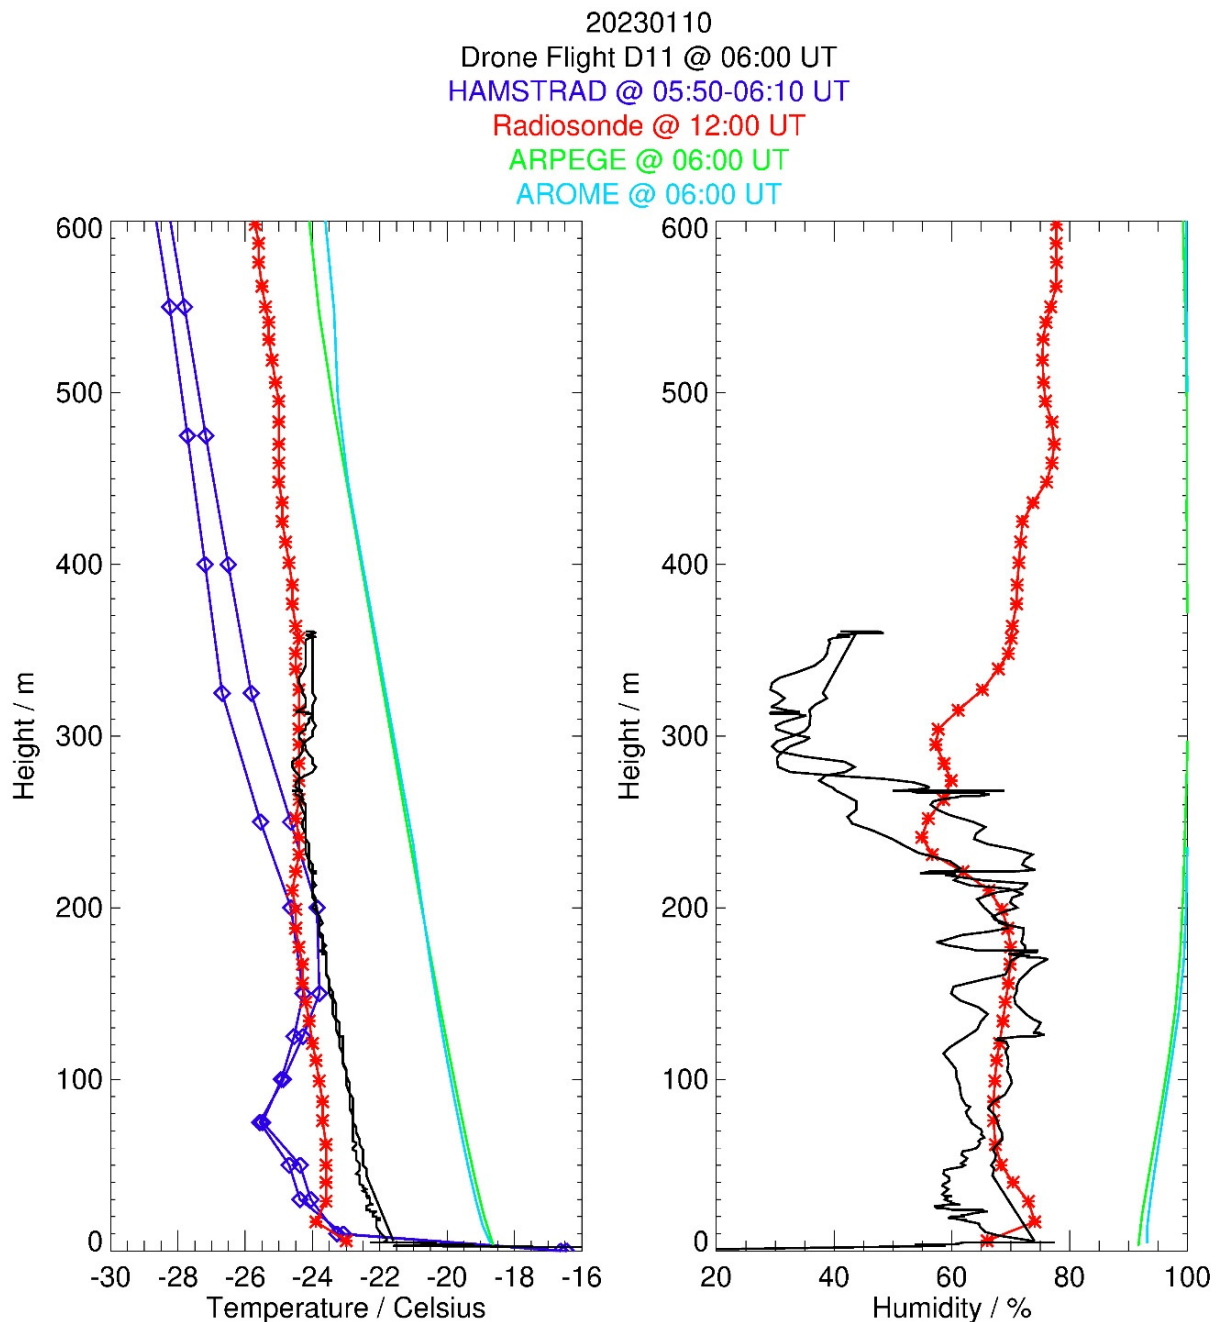 20230110
Drone Flight D11 @ 06:00 UT
HAMSTRAD @ 05:50-06:10 UT
Radiosonde @ 12:00 UT
ARPEGE @ 06:00 UT
AROME @ 06:00 UT
600
500
400
300
200
100
0
Height / m
-30 -28 -26 -24 -22 -20 -18 -16
Temperature / Celsius
600
500
400
300
200
100
0
Height / m
20 40 60 80 100
Humidity / %